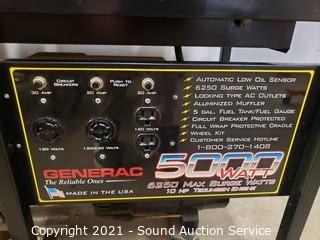 CIRCUIT BREAKERS
PUSH TO RESET
30 AMP
20 AMP
20 AMP
120 VOLTS
120 VOLTS
120/240 VOLTS
AUTOMATIC LOW OIL SENSOR
6250 SURGE WATTS
LOCKING TYPE AC OUTLETS
ALUMINIZED MUFFLER
5 GAL. FUEL TANK/FUEL GAUGE
CIRCUIT BREAKER PROTECTED
FULL WRAP PROTECTIVE CRADLE
WHEEL KIT
CUSTOMER SERVICE HOTLINE
1-800-270-1408
GENERAC
The Reliable Ones
MADE IN THE USA
5000 WATT
6250 MAX SURGE WATTS
10 HP TECUMSEH ENGINE
Copyright 2021 - Sound Auction Service